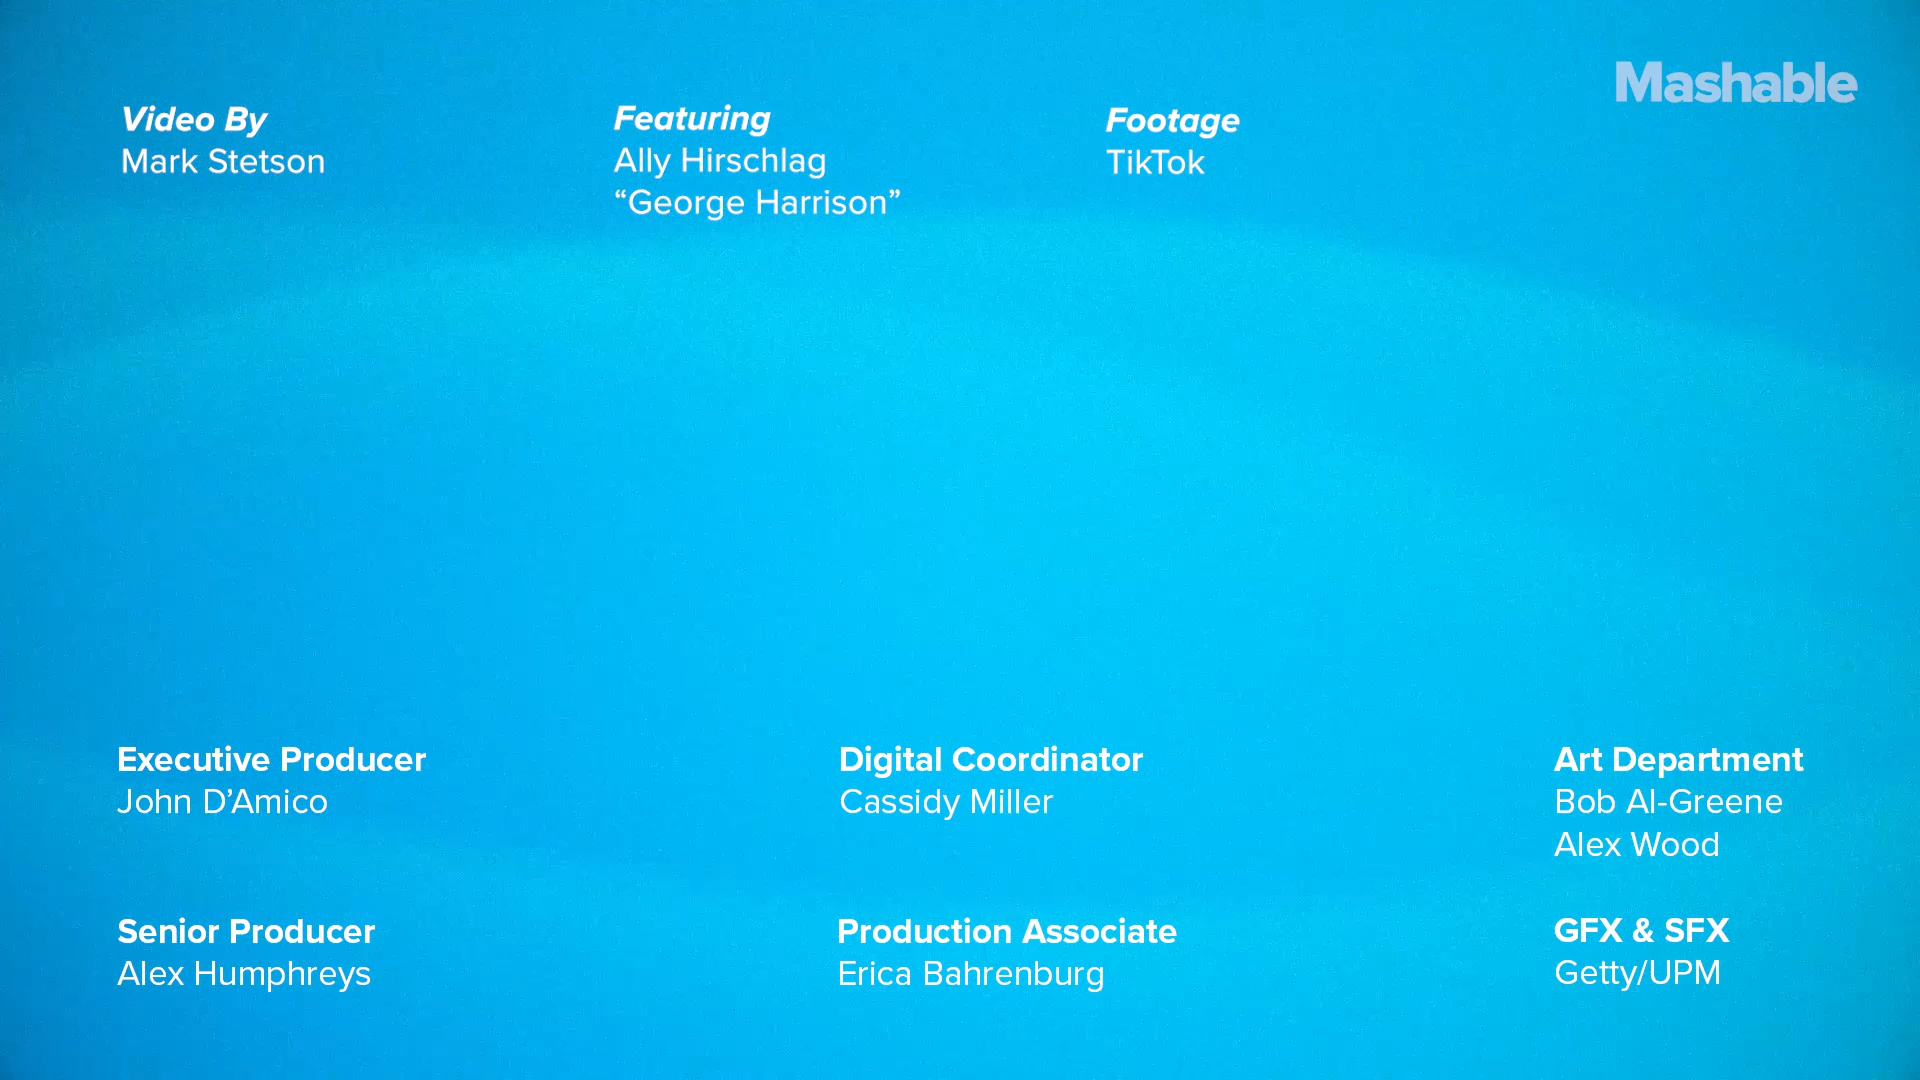 Mashable
Video By
Mark Stetson
Featuring
Ally Hirschlag
“George Harrison”
Footage
TikTok
Executive Producer
John D’Amico
Digital Coordinator
Cassidy Miller
Art Department
Bob Al-Greene
Alex Wood
Senior Producer
Alex Humphreys
Production Associate
Erica Bahrenburg
GFX & SFX
Getty/UPM